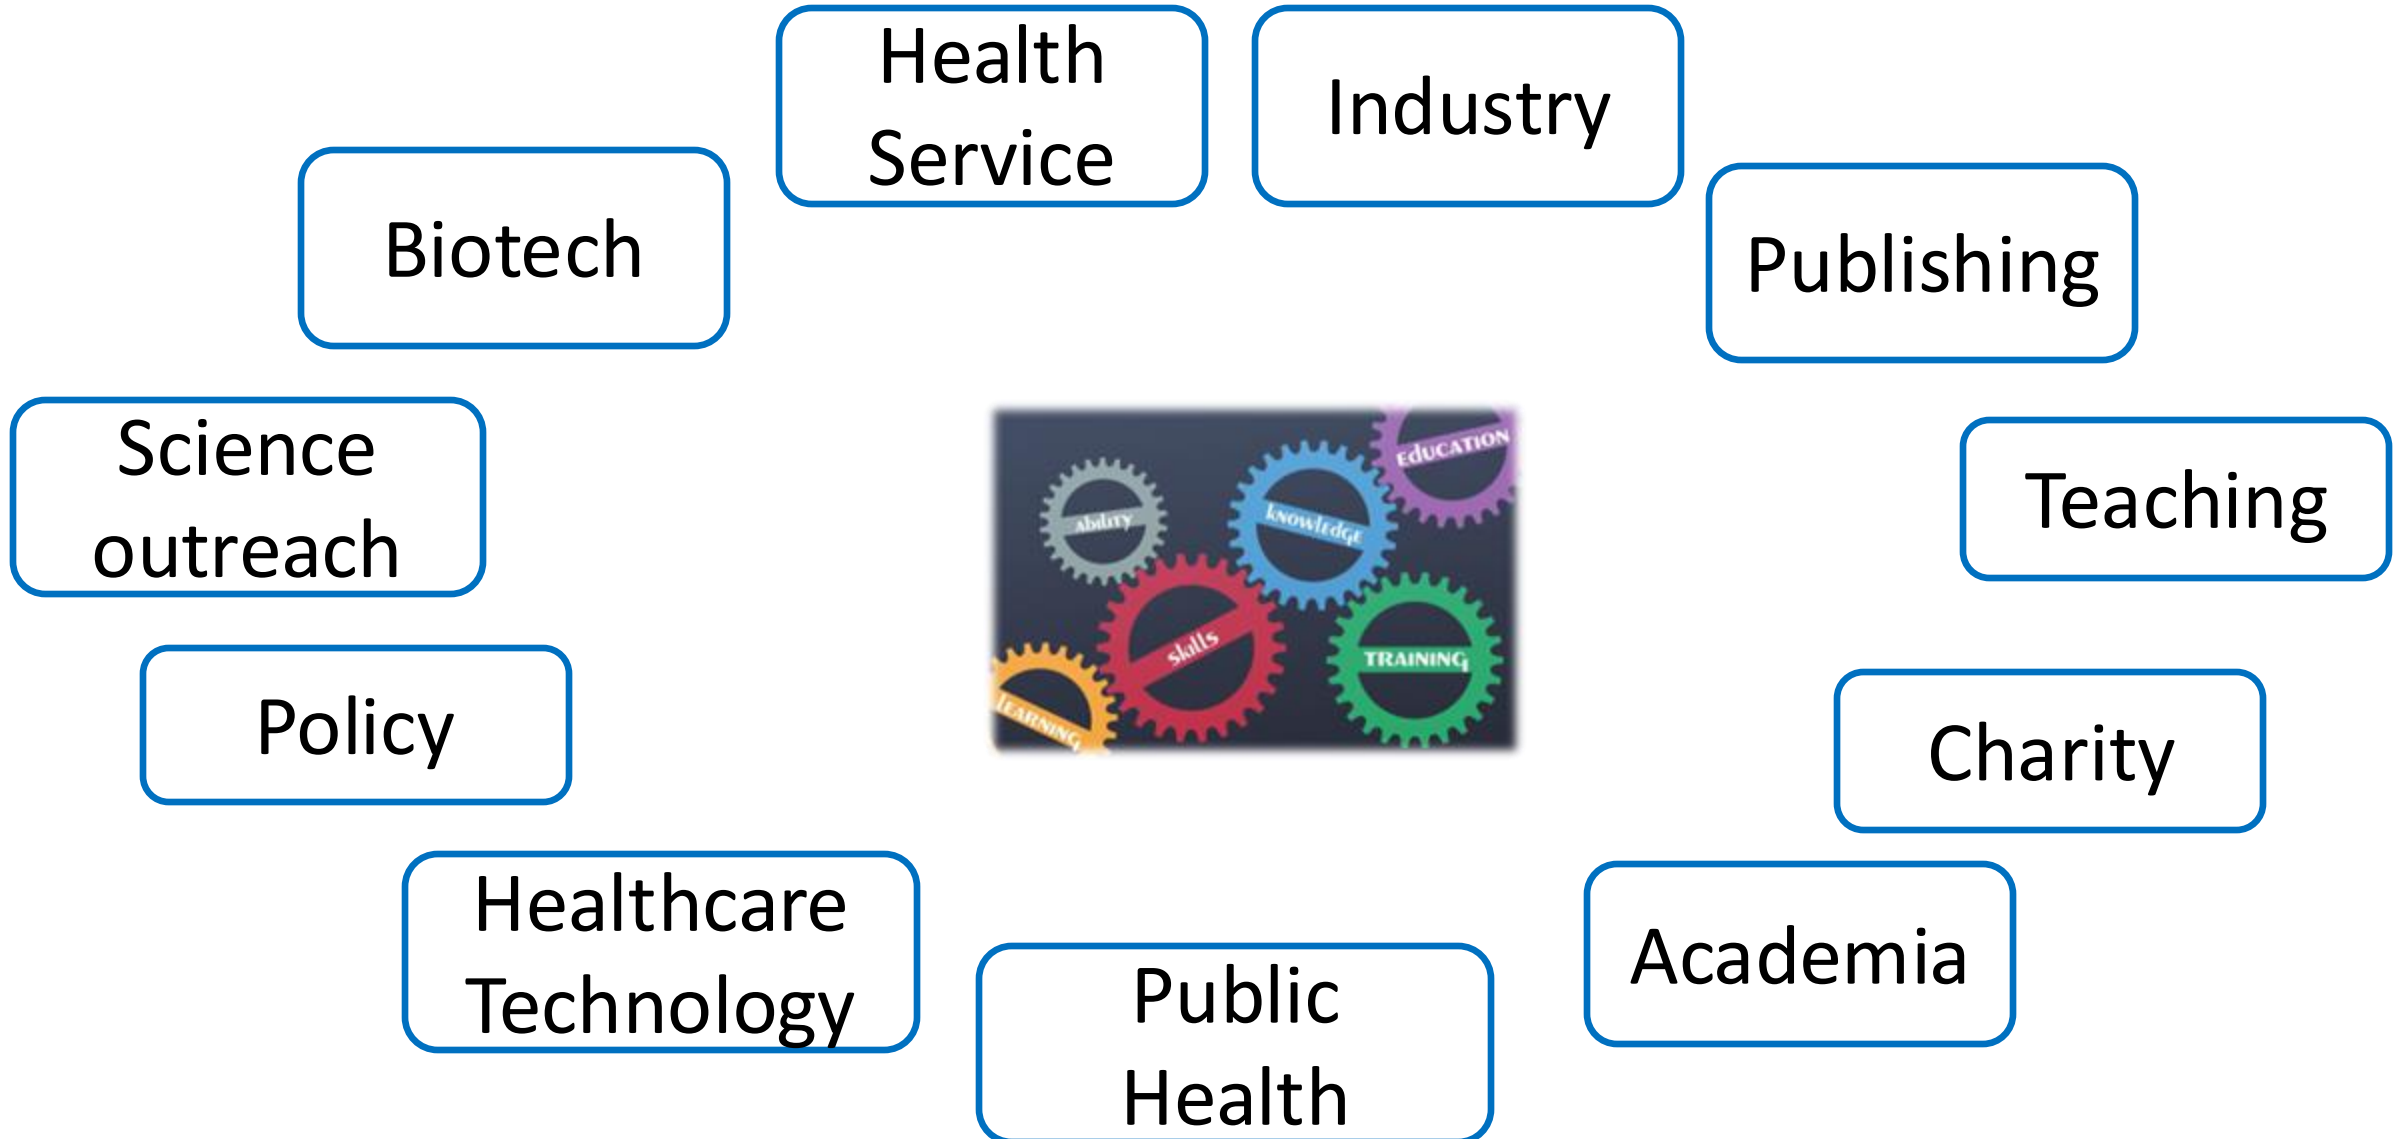 Health
Service
Industry
Biotech
Publishing
Science
outreach
Teaching
Policy
Charity
Healthcare
Technology
Academia
Public
Health
EdUCATION
Ability
knowlEdgE
skills
TRAINING
lEARNING